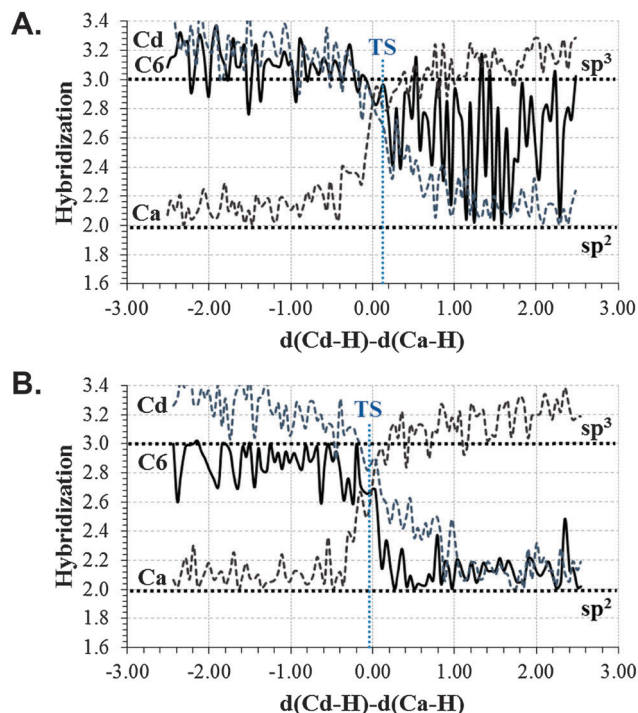 A.
3.4
Cd
3.2
TS
C6
sp³
3.0
2.8
Hybridization
2.6
2.4
2.2
Ca
2.0
1.8
sp²
1.6
-3.00 -2.00 -1.00 0.00 1.00 2.00 3.00
d(Cd-H)-d(Ca-H)
B.
3.4
Cd
TS
3.2
3.0
sp³
C6
2.8
Hybridization
2.6
2.4
2.2
Ca
2.0
1.8
sp²
1.6
-3.00 -2.00 -1.00 0.00 1.00 2.00 3.00
d(Cd-H)-d(Ca-H)